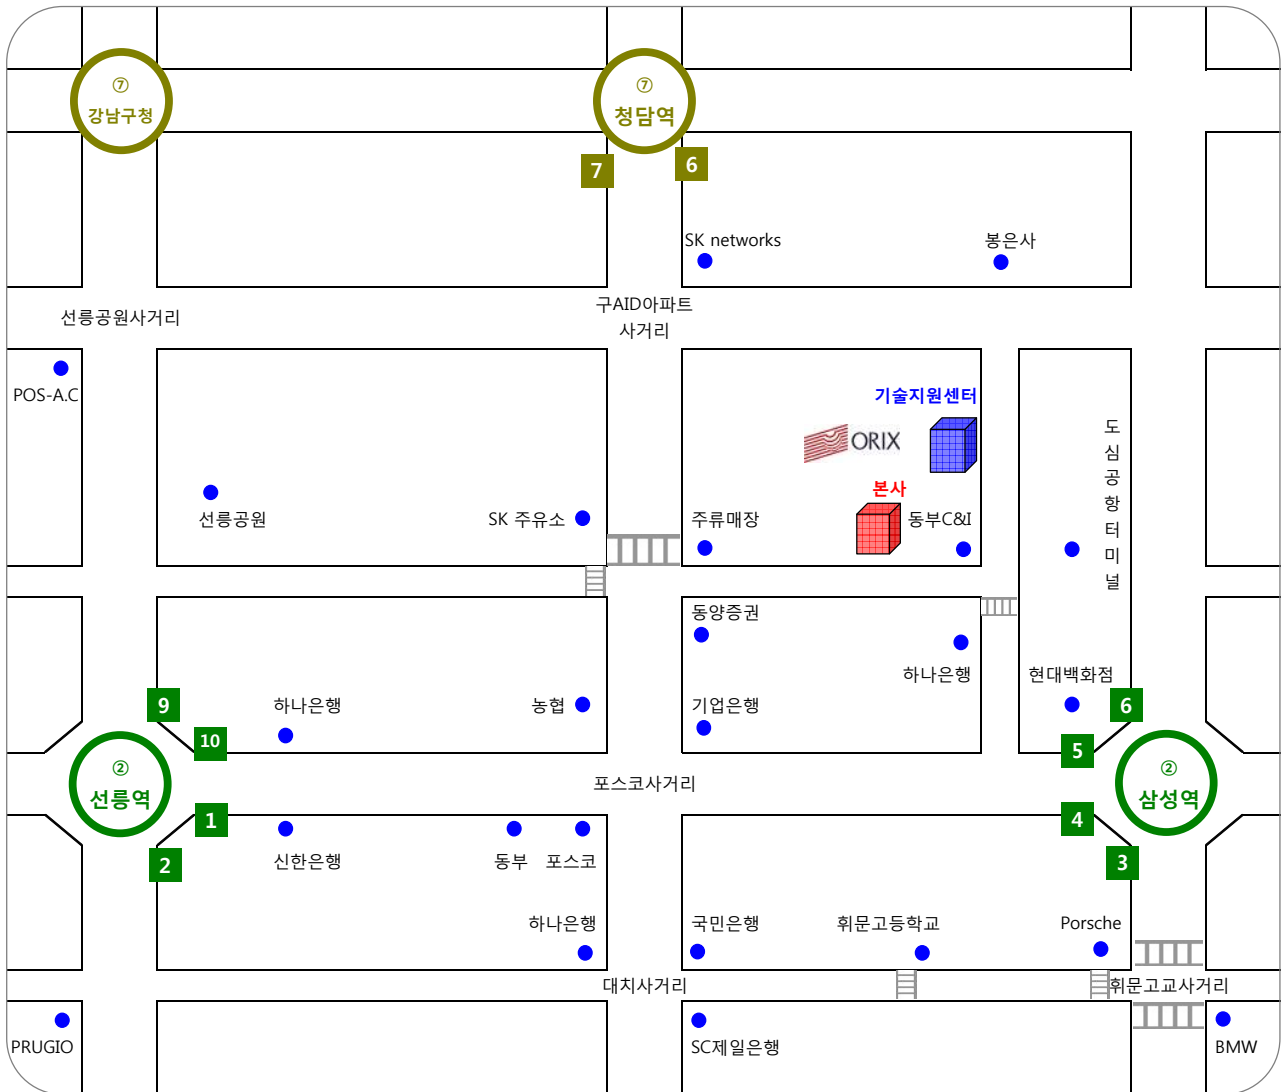 ⑦
강남구청
⑦
청담역
7
6
SK networks
봉은사
선릉공원사거리
구AID아파트
사거리
POS-A.C
기술지원센터
ORIX
본사
도심공항터미널
선릉공원
SK 주유소
주류매장
동부C&I
동양증권
하나은행
현대백화점
9
하나은행
농협
기업은행
6
10
5
②
선릉역
포스코사거리
②
삼성역
1
4
2
신한은행
동부
포스코
3
하나은행
국민은행
휘문고등학교
Porsche
대치사거리
휘문고교사거리
PRUGIO
SC제일은행
BMW